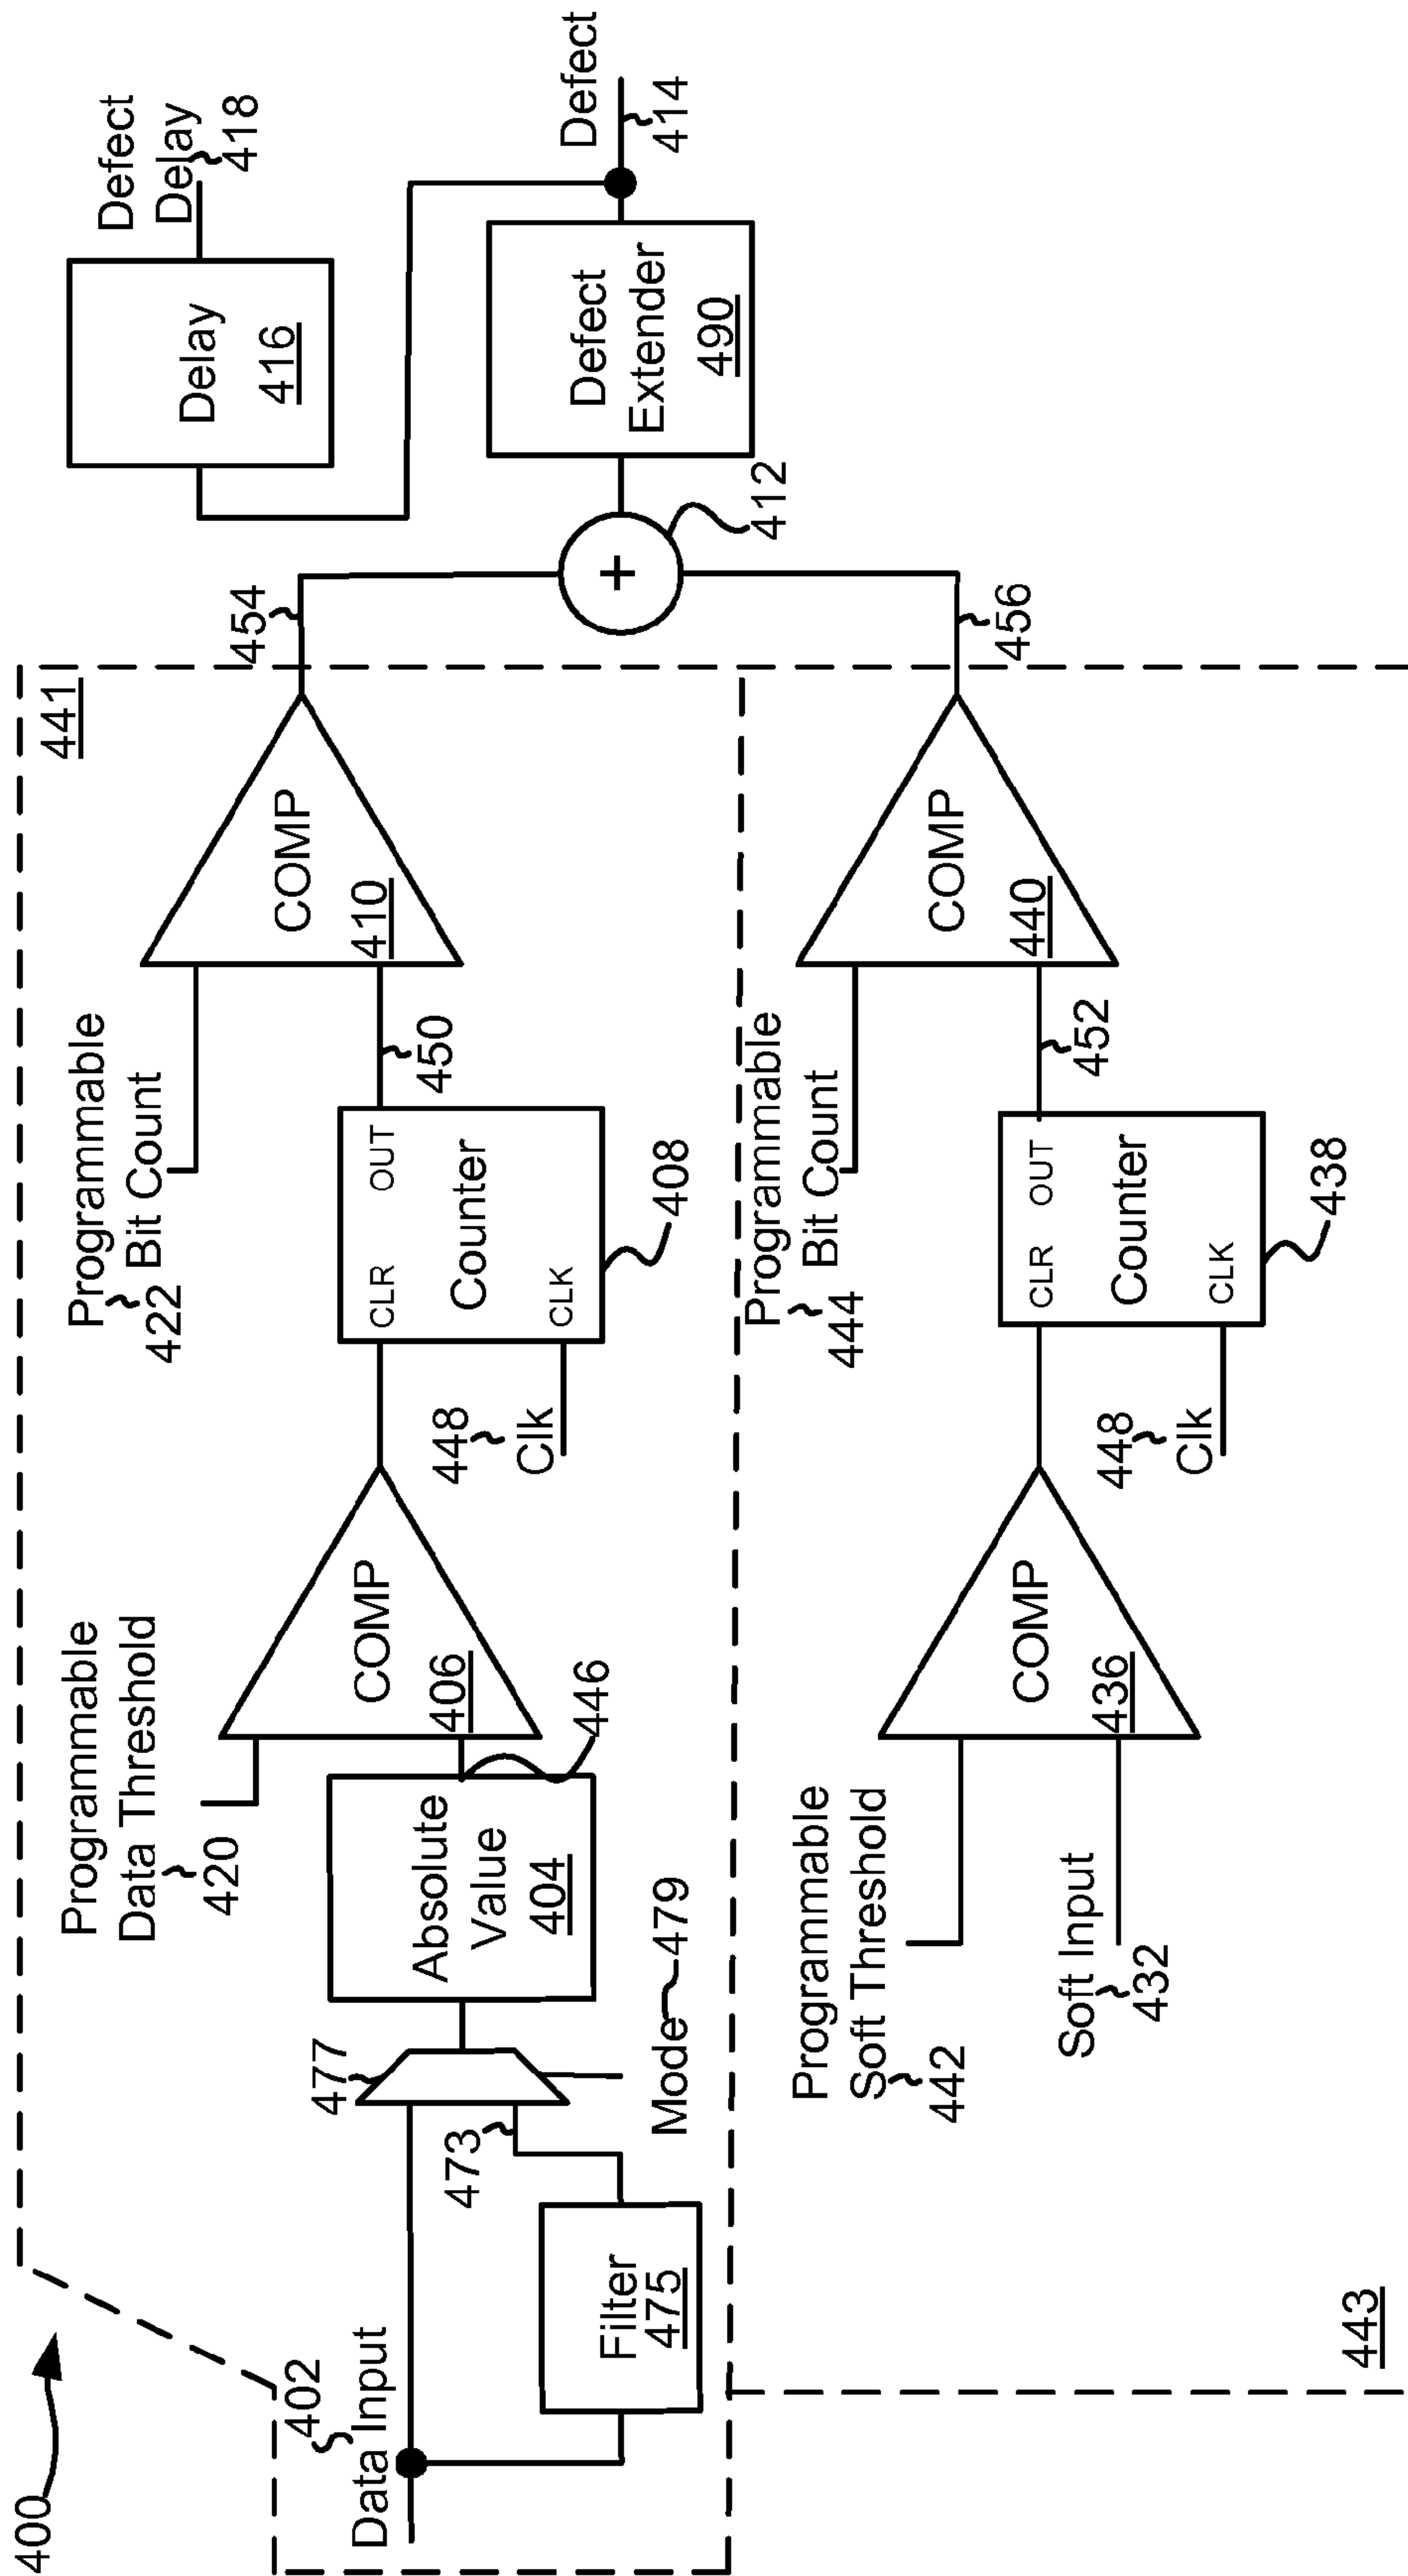 400
441
402
Data Input
Filter
475
473
477
Mode
479
Absolute
Value
404
446
Programmable
Data Threshold
420
COMP
406
448
Clk
CLR
OUT
Counter
CLK
408
450
Programmable
Bit Count
422
COMP
410
454
443
Programmable
Soft Threshold
442
Soft Input
432
COMP
436
448
Clk
CLR
OUT
Counter
CLK
438
452
Programmable
Bit Count
444
COMP
440
456
+
412
Defect
Extender
490
Defect
414
Delay
416
Defect
Delay
418